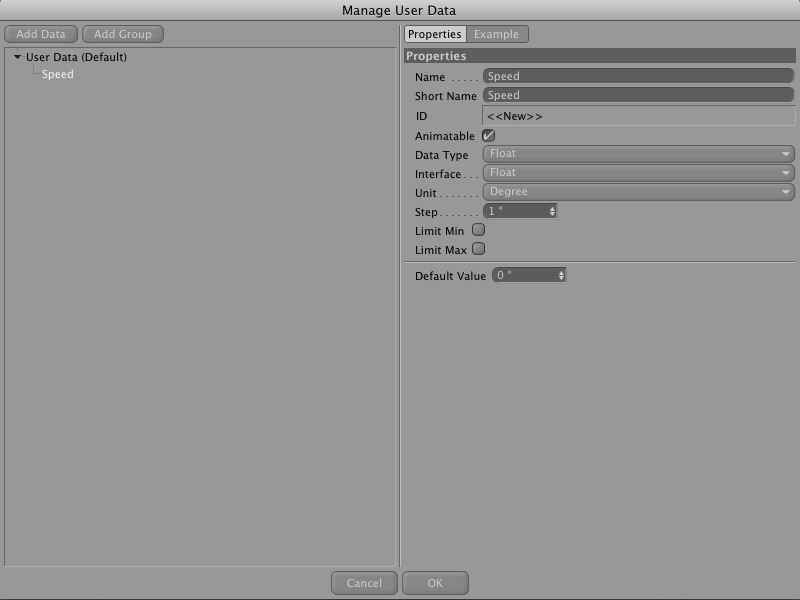 Manage User Data
Add Data Add Group
User Data (Default)
Speed
Properties Example
Properties
Name . . . . . Speed
Short Name Speed
ID <<New>>
Animatable
Data Type Float
Interface . . . Float
Unit . . . . . . . Degree
Step . . . . . . . 1 °
Limit Min
Limit Max
Default Value 0 °
Cancel OK